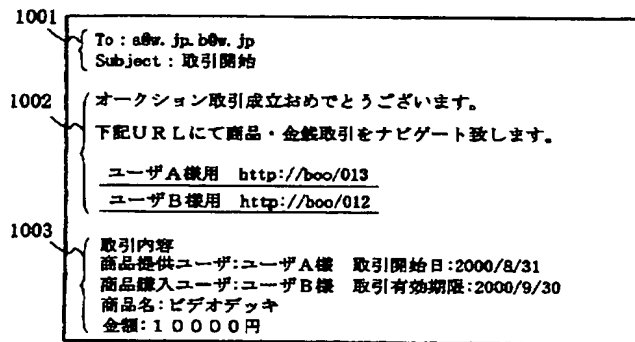 1001
To:a@w.jp.b@w.jp
Subject:取引開始
1002
オークション取引成立おめでとうございます。
下記URLにて商品・金銭取引をナビゲート致します。
ユーザA様用 http://boo/013
ユーザB様用 http://boo/012
1003
取引内容
商品提供ユーザ:ユーザA様 取引開始日:2000/8/31
商品購入ユーザ:ユーザB様 取引有効期限:2000/9/30
商品名:ビデオデッキ
金額:10000円